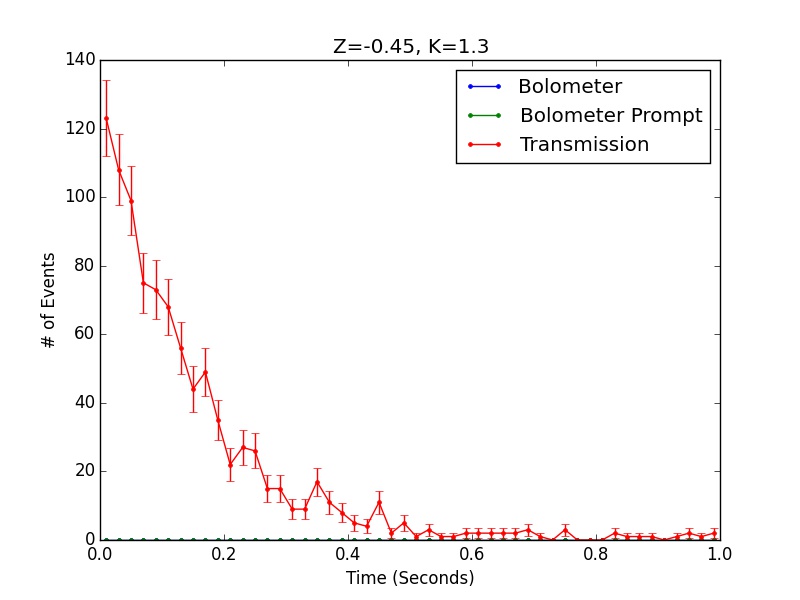 Z=-0.45, K=1.3
Bolometer
Bolometer Prompt
Transmission
140
120
100
80
60
40
20
0
# of Events
0.0 0.2 0.4 0.6 0.8 1.0
Time (Seconds)